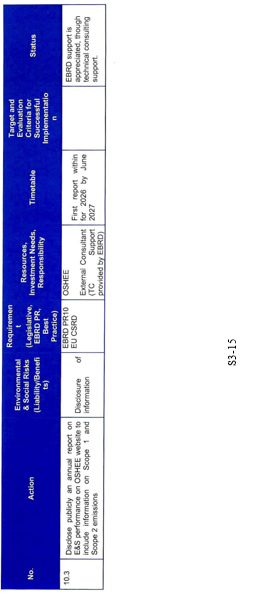 No.
Action
Environmental
& Social Risks
(Liability/Benefi
ts)
Requiremen
t
(Legislative,
EBRD PR,
Best
Practice)
Resources,
Investment Needs,
Responsibility
Timetable
Target and
Evaluation
Criteria for
Successful
Implementatio
n
Status
10.3
Disclose publicly an annual report on
E&S performance on OSHEE website to
include information on Scope 1 and
Scope 2 emissions
Disclosure of
information
EBRD PR10
EU CSRD
OSHEE
External Consultant
(TC Support
provided by EBRD)
First report within
for 2026 by June
2027
EBRD support is
appreciated, though
technical consulting
support.
S3-15